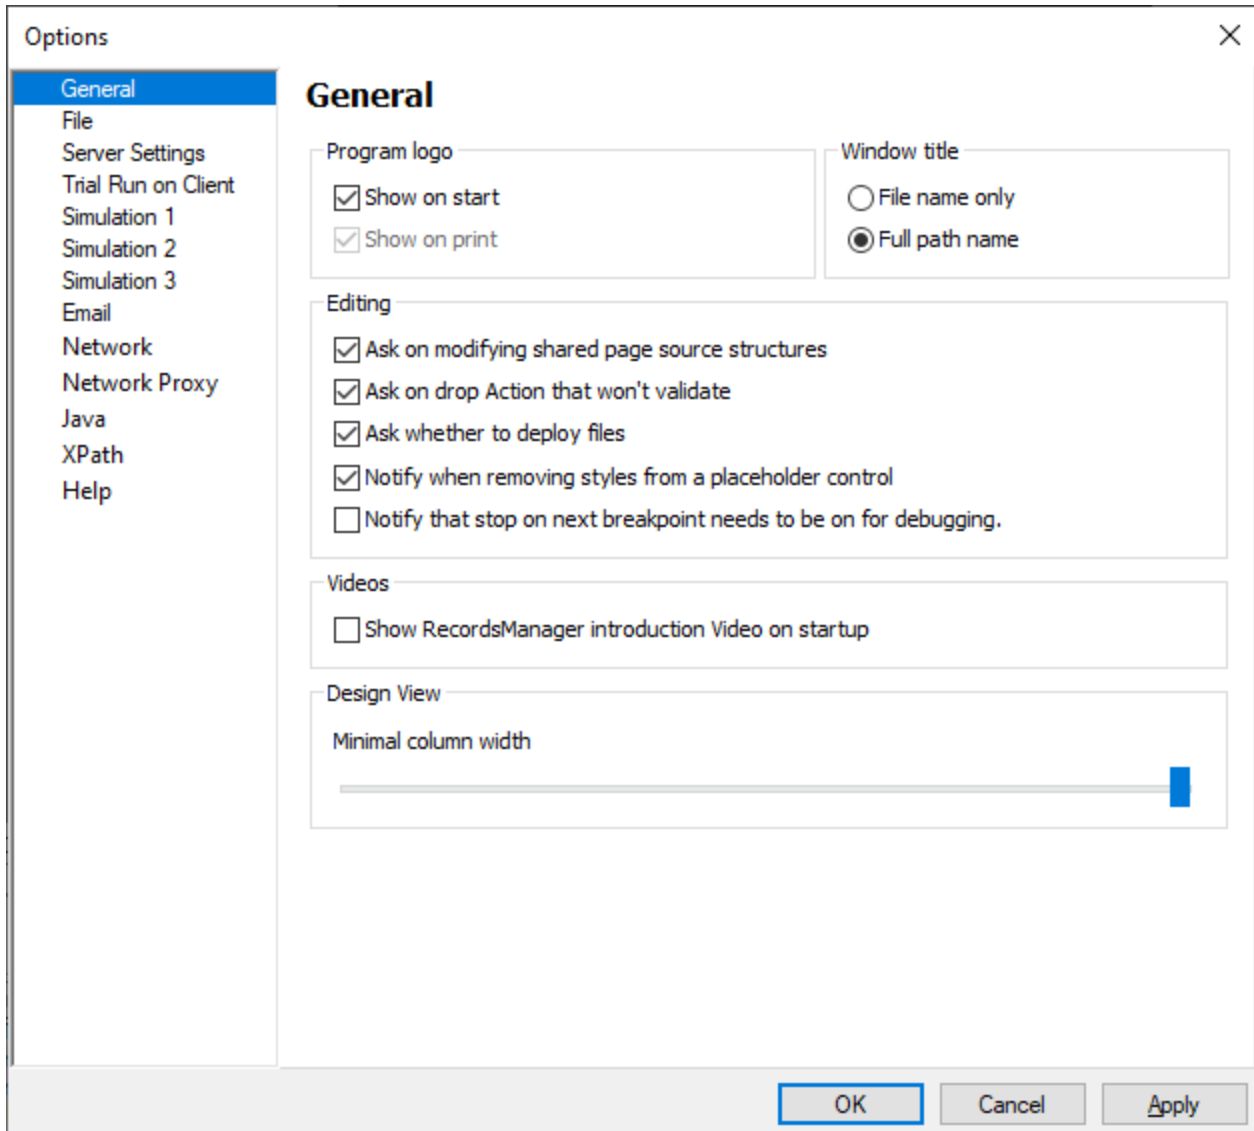 Options
General
File
Server Settings
Trial Run on Client
Simulation 1
Simulation 2
Simulation 3
Email
Network
Network Proxy
Java
XPath
Help
General
Program logo
Show on start
Show on print
Window title
File name only
Full path name
Editing
Ask on modifying shared page source structures
Ask on drop Action that won't validate
Ask whether to deploy files
Notify when removing styles from a placeholder control
Notify that stop on next breakpoint needs to be on for debugging.
Videos
Show RecordsManager introduction Video on startup
Design View
Minimal column width
OK
Cancel
Apply